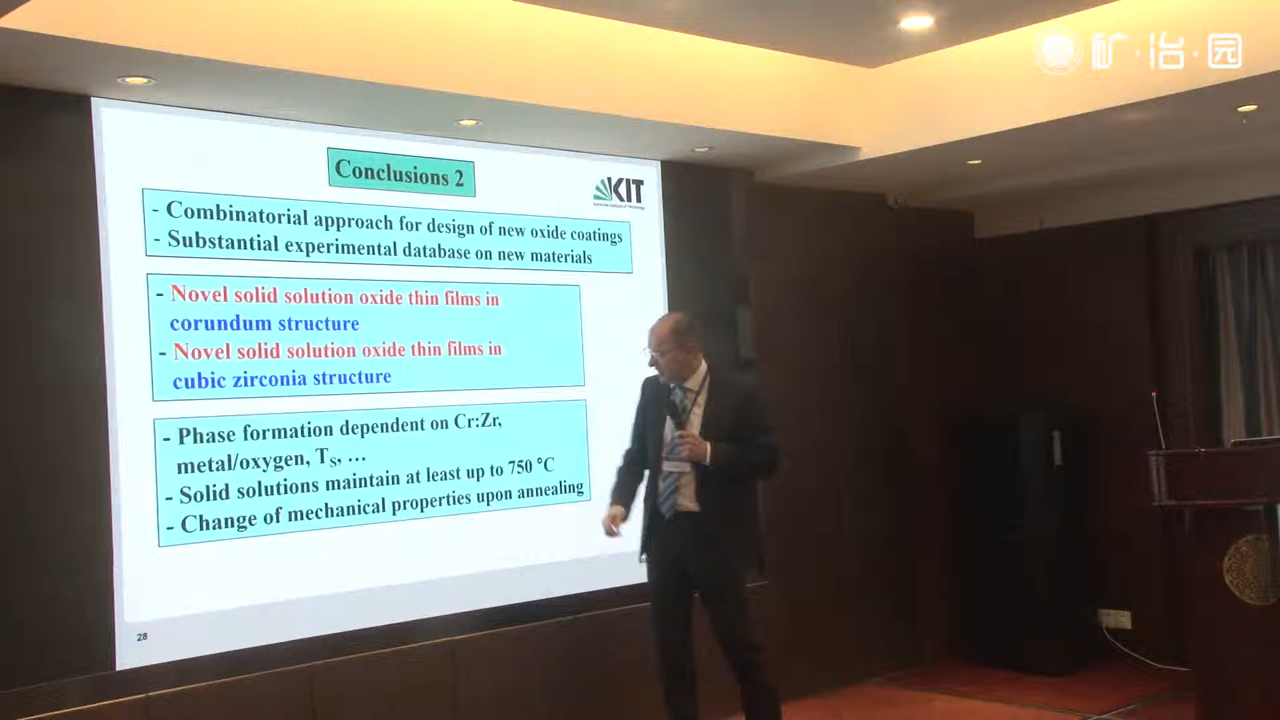 矿·冶·园
Conclusions 2
KIT
- Combinatorial approach for design of new oxide coatings
- Substantial experimental database on new materials
- Novel solid solution oxide thin films in
corundum structure
- Novel solid solution oxide thin films in
cubic zirconia structure
- Phase formation dependent on Cr:Zr,
metal/oxygen, TS, ...
- Solid solutions maintain at least up to 750 °C
- Change of mechanical properties upon annealing
28